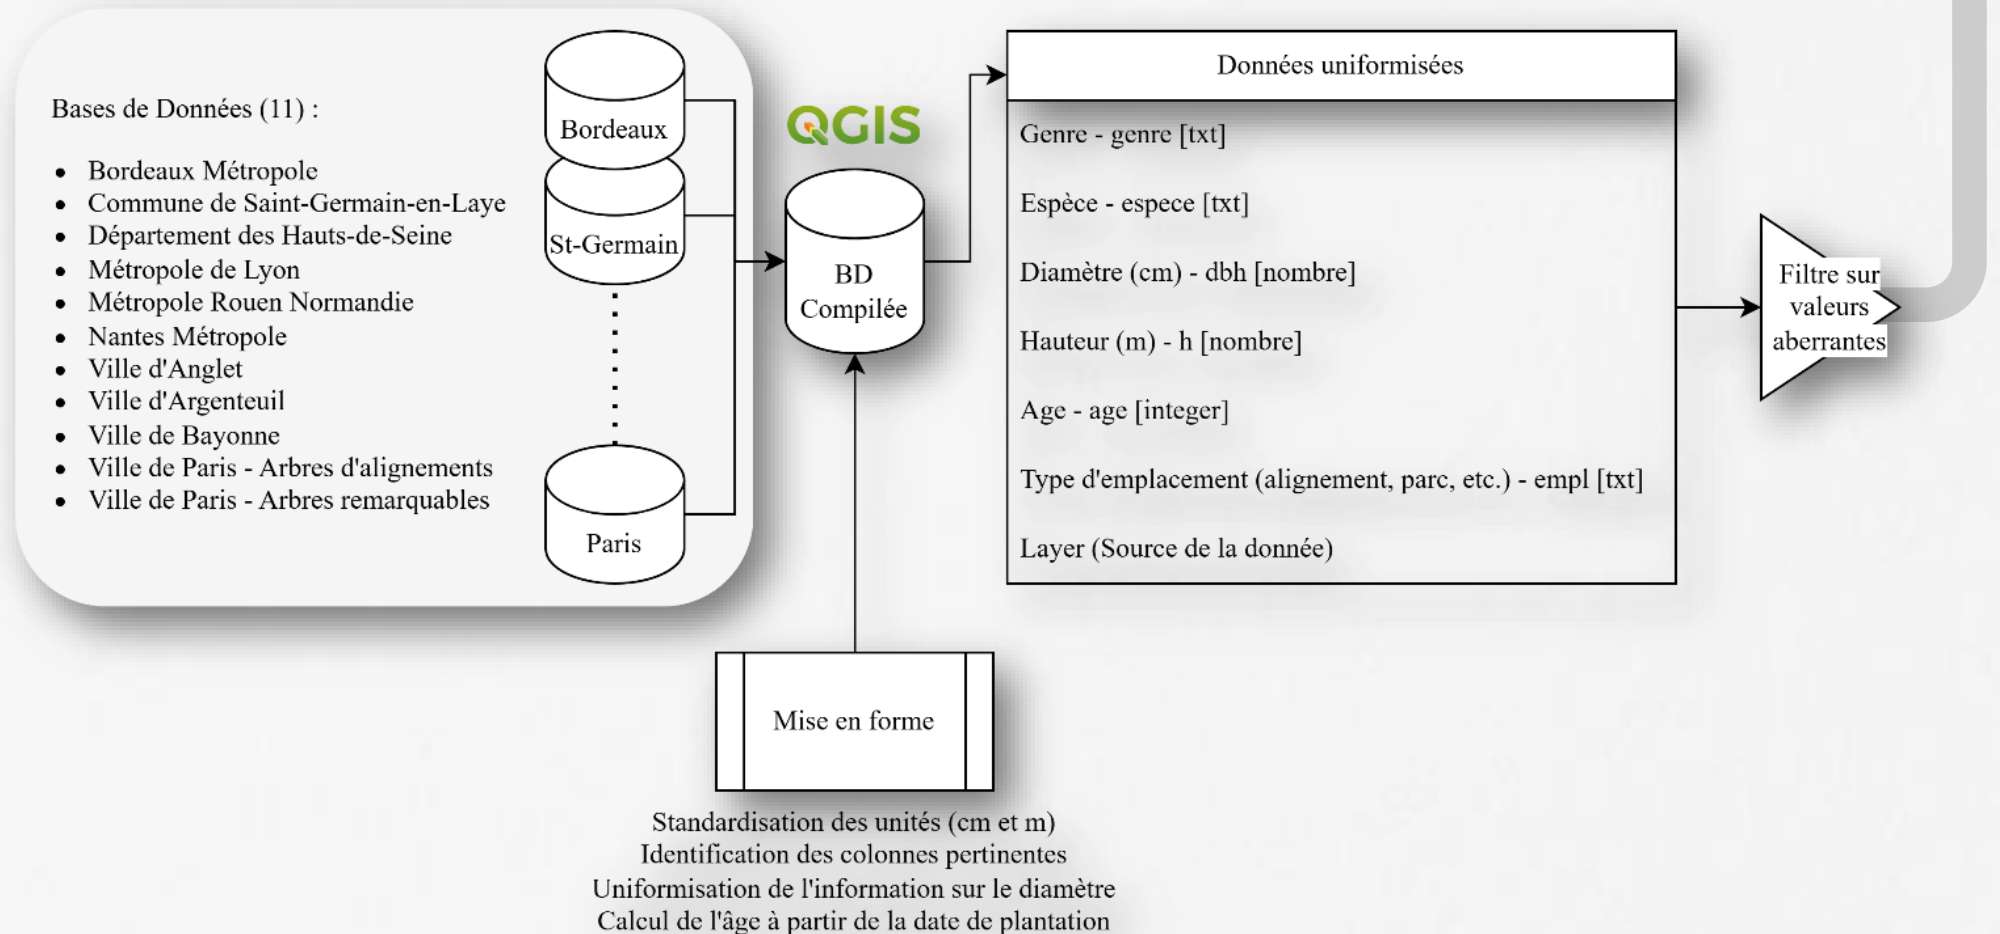 Bases de Données (11) :
• Bordeaux Métropole
• Commune de Saint-Germain-en-Laye
• Département des Hauts-de-Seine
• Métropole de Lyon
• Métropole Rouen Normandie
• Nantes Métropole
• Ville d'Anglet
• Ville d'Argenteuil
• Ville de Bayonne
• Ville de Paris - Arbres d'alignements
• Ville de Paris - Arbres remarquables
Bordeaux
St-Germain
Paris
QGIS
BD
Compilée
Mise en forme
Standardisation des unités (cm et m)
Identification des colonnes pertinentes
Uniformisation de l'information sur le diamètre
Calcul de l'âge à partir de la date de plantation
Données uniformisées
Genre - genre [txt]
Espèce - espece [txt]
Diamètre (cm) - dbh [nombre]
Hauteur (m) - h [nombre]
Age - age [integer]
Type d'emplacement (alignement, parc, etc.) - empl [txt]
Layer (Source de la donnée)
Filtre sur
valeurs
aberrantes